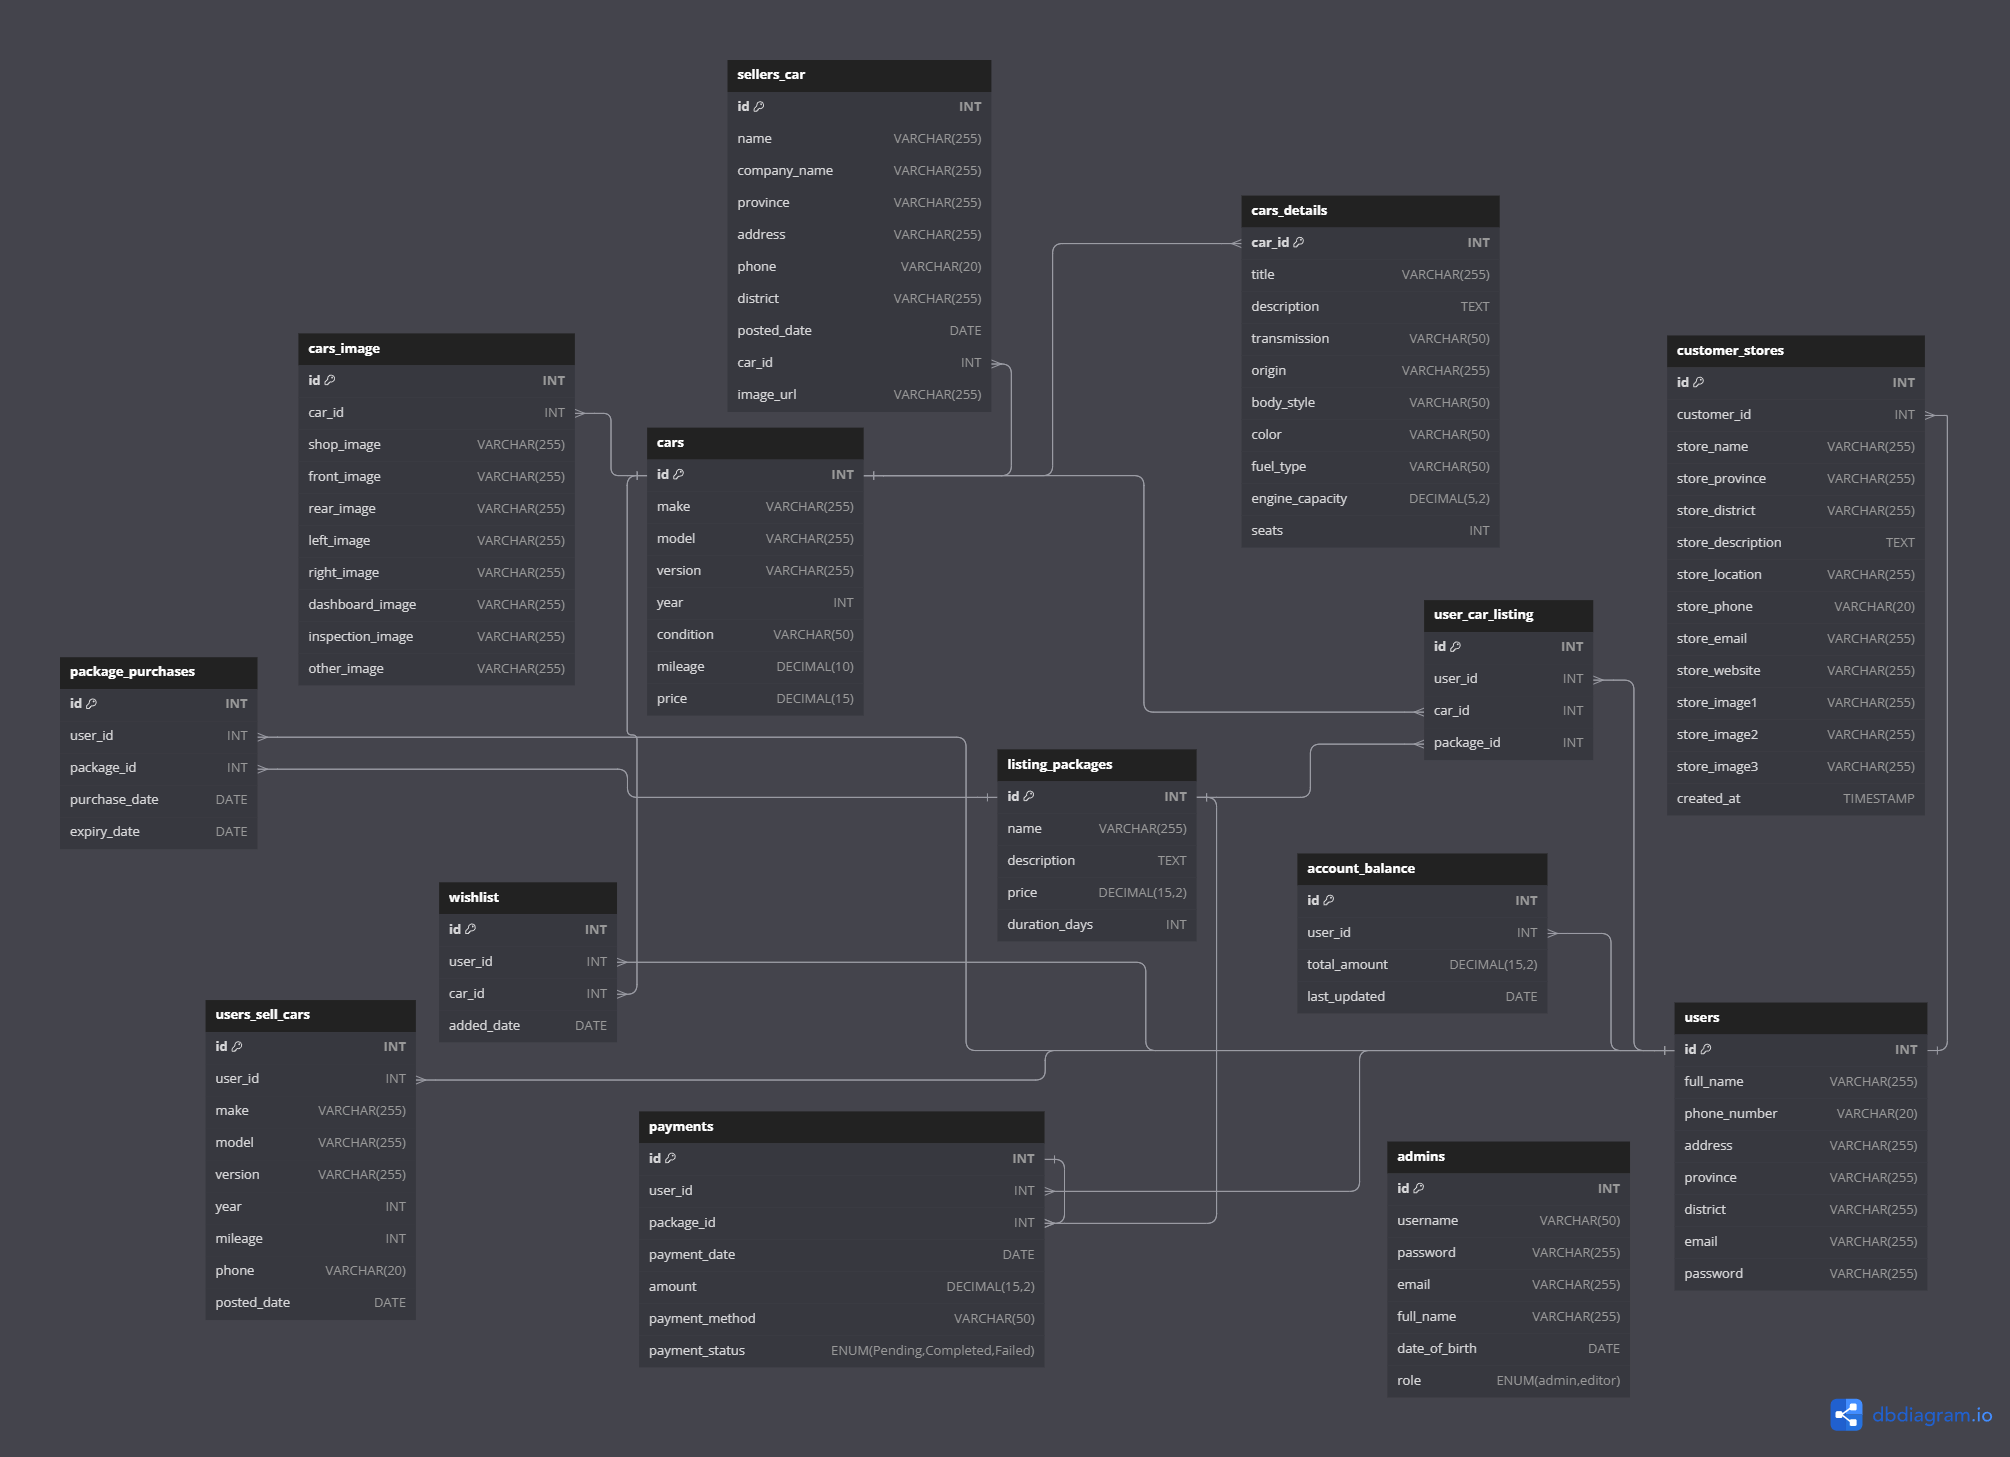 sellers_car
id INT
name VARCHAR(255)
company_name VARCHAR(255)
province VARCHAR(255)
address VARCHAR(255)
phone VARCHAR(20)
district VARCHAR(255)
posted_date DATE
car_id INT
image_url VARCHAR(255)
cars_details
car_id INT
title VARCHAR(255)
description TEXT
transmission VARCHAR(50)
origin VARCHAR(255)
body_style VARCHAR(50)
color VARCHAR(50)
fuel_type VARCHAR(50)
engine_capacity DECIMAL(5,2)
seats INT
cars_image
id INT
car_id INT
shop_image VARCHAR(255)
front_image VARCHAR(255)
rear_image VARCHAR(255)
left_image VARCHAR(255)
right_image VARCHAR(255)
dashboard_image VARCHAR(255)
inspection_image VARCHAR(255)
other_image VARCHAR(255)
customer_stores
id INT
customer_id INT
store_name VARCHAR(255)
store_province VARCHAR(255)
store_district VARCHAR(255)
store_description TEXT
store_location VARCHAR(255)
store_phone VARCHAR(20)
store_email VARCHAR(255)
store_website VARCHAR(255)
store_image1 VARCHAR(255)
store_image2 VARCHAR(255)
store_image3 VARCHAR(255)
created_at TIMESTAMP
cars
id INT
make VARCHAR(255)
model VARCHAR(255)
version VARCHAR(255)
year INT
condition VARCHAR(50)
mileage DECIMAL(10)
price DECIMAL(15)
user_car_listing
id INT
user_id INT
car_id INT
package_id INT
package_purchases
id INT
user_id INT
package_id INT
purchase_date DATE
expiry_date DATE
listing_packages
id INT
name VARCHAR(255)
description TEXT
price DECIMAL(15,2)
duration_days INT
account_balance
id INT
user_id INT
total_amount DECIMAL(15,2)
last_updated DATE
wishlist
id INT
user_id INT
car_id INT
added_date DATE
users_sell_cars
id INT
user_id INT
make VARCHAR(255)
model VARCHAR(255)
version VARCHAR(255)
year INT
mileage INT
phone VARCHAR(20)
posted_date DATE
users
id INT
full_name VARCHAR(255)
phone_number VARCHAR(20)
address VARCHAR(255)
province VARCHAR(255)
district VARCHAR(255)
email VARCHAR(255)
password VARCHAR(255)
payments
id INT
user_id INT
package_id INT
payment_date DATE
amount DECIMAL(15,2)
payment_method VARCHAR(50)
payment_status ENUM(Pending,Completed,Failed)
admins
id INT
username VARCHAR(50)
password VARCHAR(255)
email VARCHAR(255)
full_name VARCHAR(255)
date_of_birth DATE
role ENUM(admin,editor)
dbdiagram.io